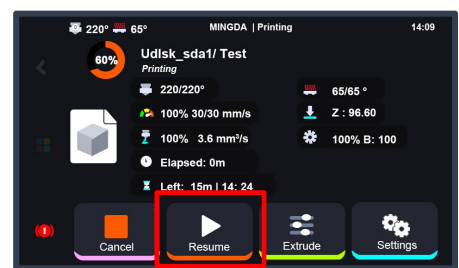 220° 65° MINGDA | Printing 14:09
60% Udlsk_sda1/ Test
Printing
220/220° 65/65 °
100% 30/30 mm/s Z : 96.60
100% 3.6 mm³/s 100% B: 100
Elapsed: 0m
Left: 15m | 14: 24
Cancel Resume Extrude Settings